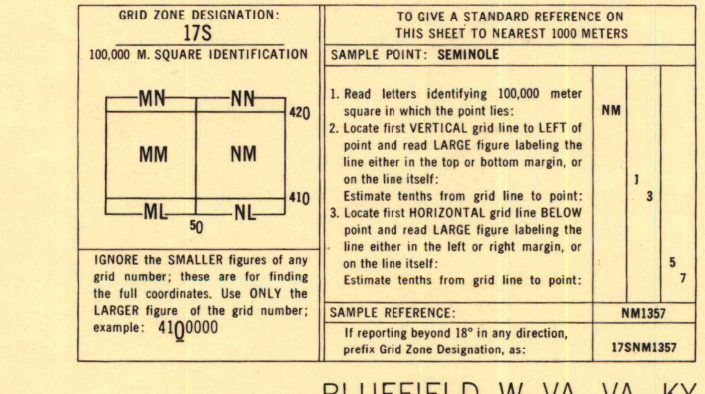 GRID ZONE DESIGNATION:
17S
100,000 M. SQUARE IDENTIFICATION
MN NN
420
MM NM
410
ML NL
50
IGNORE the SMALLER figures of any
grid number; these are for finding
the full coordinates. Use ONLY the
LARGER figure of the grid number;
example: 4100000
TO GIVE A STANDARD REFERENCE ON
THIS SHEET TO NEAREST 1000 METERS
SAMPLE POINT: SEMINOLE
1. Read letters identifying 100,000 meter
square in which the point lies: NM
2. Locate first VERTICAL grid line to LEFT of
point and read LARGE figure labeling the
line either in the top or bottom margin, or
on the line itself: 1
Estimate tenths from grid line to point: 3
3. Locate first HORIZONTAL grid line BELOW
point and read LARGE figure labeling the
line either in the left or right margin, or
on the line itself: 5
Estimate tenths from grid line to point: 7
SAMPLE REFERENCE: NM1357
If reporting beyond 18° in any direction,
prefix Grid Zone Designation, as: 17SNM1357
BLUEFIELD, W. VA., VA., KY.